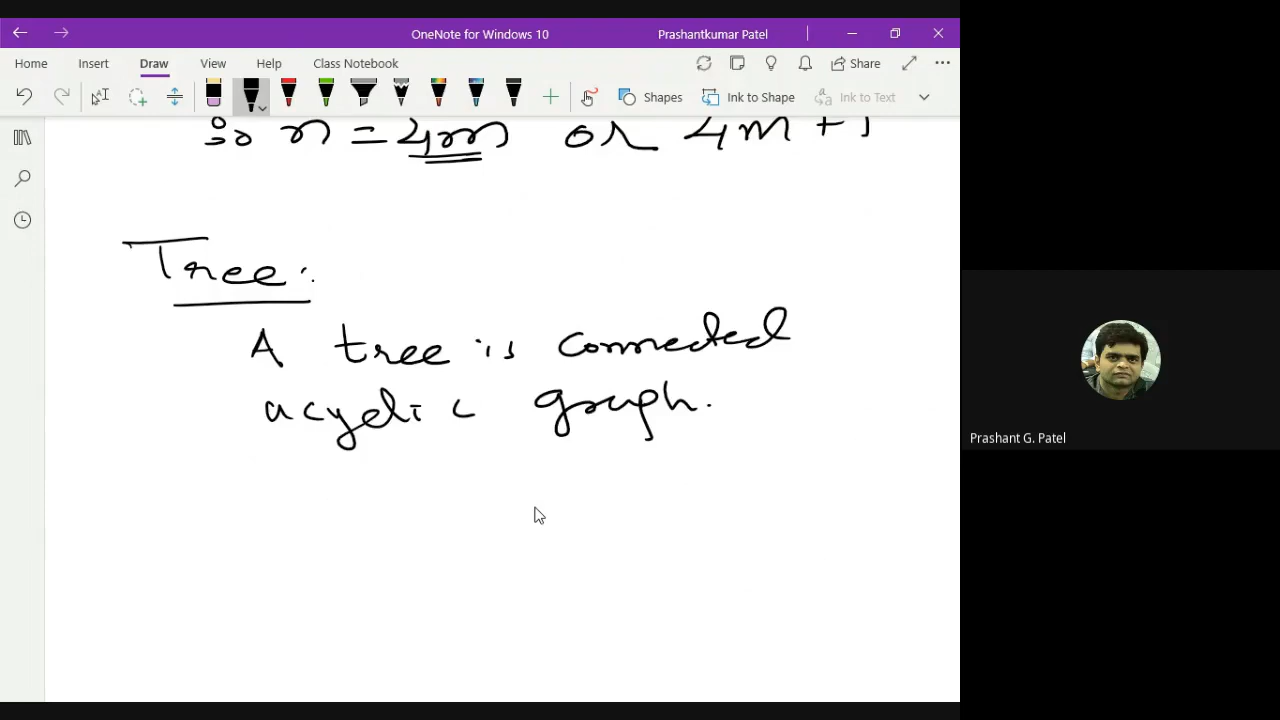 OneNote for Windows 10
Prashantkumar Patel
Home Insert Draw View Help Class Notebook Share
Shapes Ink to Shape Ink to Text
so n = 4m or 4m + 1
Tree:
A tree is connected
acyclic graph.
Prashant G. Patel